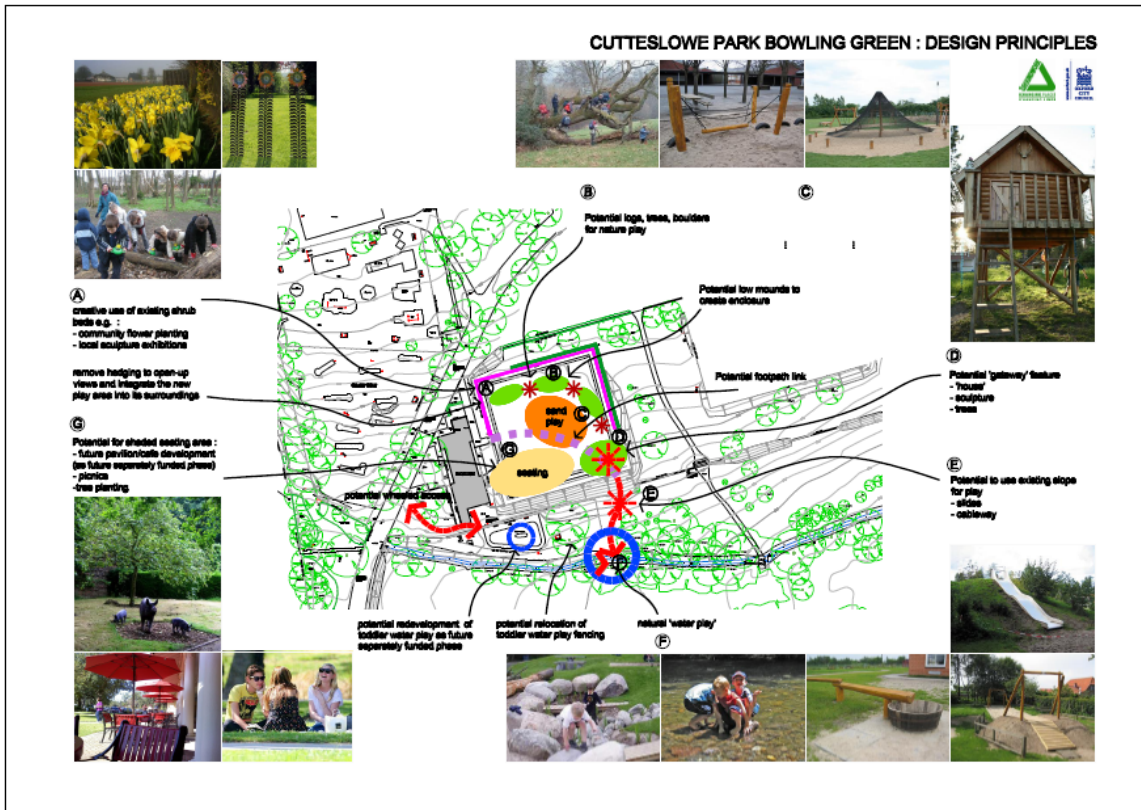 CUTTESLOWE PARK BOWLING GREEN : DESIGN PRINCIPLES
OXFORD
CITY
COUNCIL
B
Potential logs, trees, boulders
for nature play
C
A
creative use of existing shrub
beds e.g. :
- community flower planting
- local sculpture exhibitions
remove hedging to open-up
views and integrate the new
play area into its surroundings
G
Potential for shaded seating area :
- future pavilion/cafe development
(as future separately funded phase)
- picnics
-tree planting
Potential low mounds to
create enclosure
Potential footpath link
D
Potential 'gateway' feature
- 'house'
- sculpture
- trees
E
Potential to use existing slope
for play
- slides
- cableway
A
B
sand
play
C
D
G
seating
E
F
potential wheeled access
potential redevelopment of
toddler water play as future
seperately funded phase
potential relocation of
toddler water play fencing
natural 'water play'
F